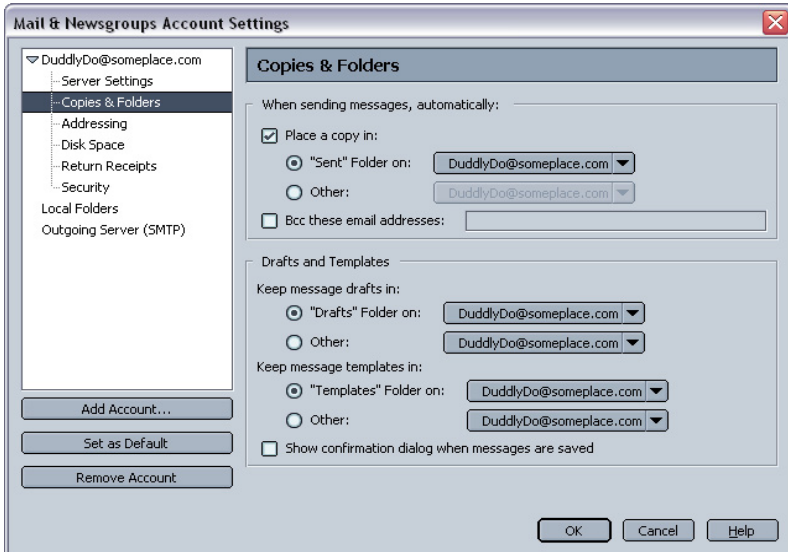 Mail & Newsgroups Account Settings
DuddlyDo@someplace.com
Server Settings
Copies & Folders
Addressing
Disk Space
Return Receipts
Security
Local Folders
Outgoing Server (SMTP)
Add Account...
Set as Default
Remove Account
Copies & Folders
When sending messages, automatically:
Place a copy in:
"Sent" Folder on: DuddlyDo@someplace.com
Other: DuddlyDo@someplace.com
Bcc these email addresses:
Drafts and Templates
Keep message drafts in:
"Drafts" Folder on: DuddlyDo@someplace.com
Other: DuddlyDo@someplace.com
Keep message templates in:
"Templates" Folder on: DuddlyDo@someplace.com
Other: DuddlyDo@someplace.com
Show confirmation dialog when messages are saved
OK Cancel Help